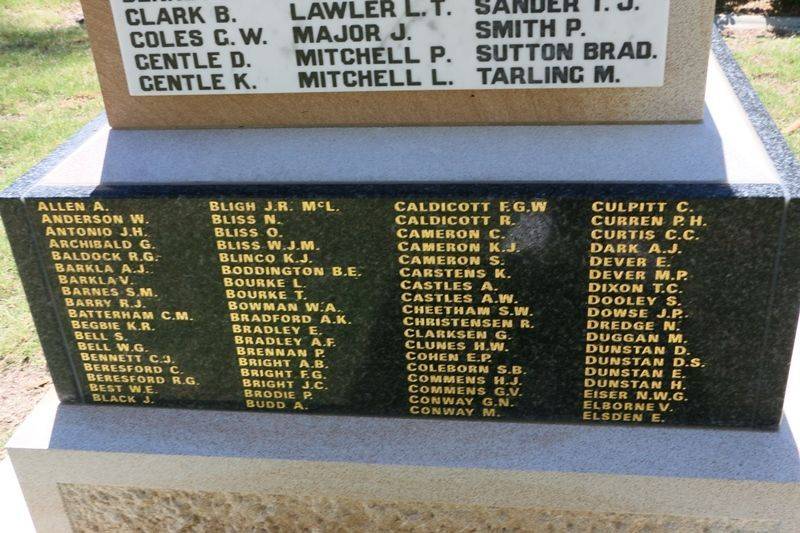 CLARK B.
COLES C.W.
GENTLE D.
GENTLE K.
LAWLER L.T.
MAJOR J.
MITCHELL P.
MITCHELL L.
SANDER T.J.
SMITH P.
SUTTON BRAD.
TARLING M.
ALLEN A.
ANDERSON W.
ANTONIO J.H.
ARCHIBALD G.
BALDOCK R.G.
BARKLA A.J.
BARKLA V.
BARNES S.M.
BARRY R.J.
BATTERHAM C.M.
BEGBIE K.R.
BELL S.
BELL W.G.
BENNETT C.J.
BERESFORD C.
BERESFORD R.G.
BEST W.E.
BLACK J.
BLIGH J.R. McL.
BLISS N.
BLISS O.
BLISS W.J.M.
BLINCO K.J.
BODDINGTON B.E.
BOURKE L.
BOURKE T.
BOWMAN W.A.
BRADFORD A.K.
BRADLEY E.
BRADLEY A.F.
BRENNAN P.
BRIGHT A.B.
BRIGHT F.G.
BRIGHT J.C.
BRODIE P.
BUDD A.
CALDICOTT F.G.W
CALDICOTT R.
CAMERON C.
CAMERON K.J.
CAMERON S.
CARSTENS K.
CASTLES A.
CASTLES A.W.
CHEETHAM S.W.
CHRISTENSEN R.
CLARKSEN G.
CLUNES H.W.
COHEN E.P.
COLEBORN S.B.
COMMENS H.J.
COMMENS G.V.
CONWAY G.N.
CONWAY M.
CULPITT C.
CURREN P.H.
CURTIS C.C.
DARK A.J.
DEVER E.
DEVER M.P.
DIXON T.C.
DOOLEY S.
DOWSE J.P.
DREDGE N.
DUGGAN M.
DUNSTAN D.
DUNSTAN D.S.
DUNSTAN E.
DUNSTAN H.
EISER N.W.G.
ELBORNE V.
ELSDEN E.